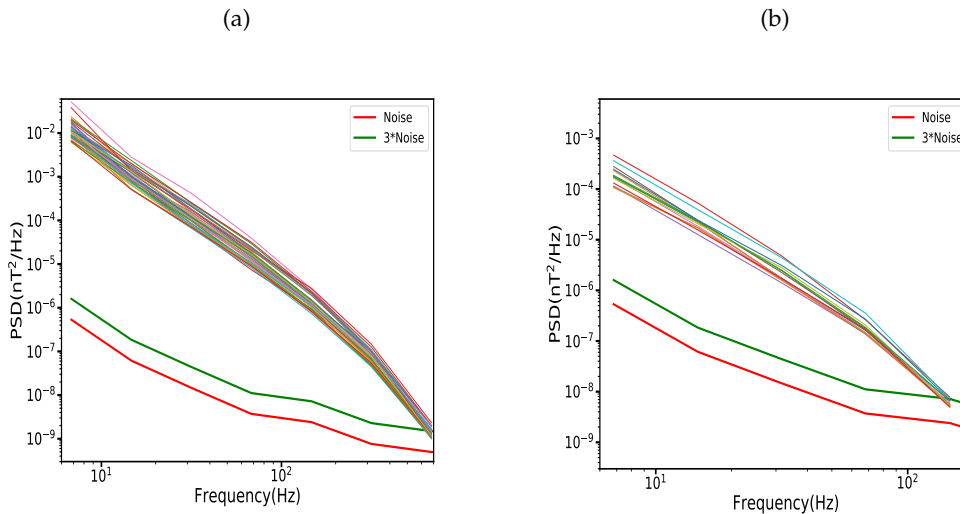 (a)
(b)
10⁻²
10⁻³
10⁻⁴
10⁻⁵
10⁻⁶
10⁻⁷
10⁻⁸
10⁻⁹
PSD(nT²/Hz)
Noise
3*Noise
10¹
10²
Frequency(Hz)
10⁻³
10⁻⁴
10⁻⁵
10⁻⁶
10⁻⁷
10⁻⁸
10⁻⁹
PSD(nT²/Hz)
Noise
3*Noise
10¹
10²
Frequency(Hz)